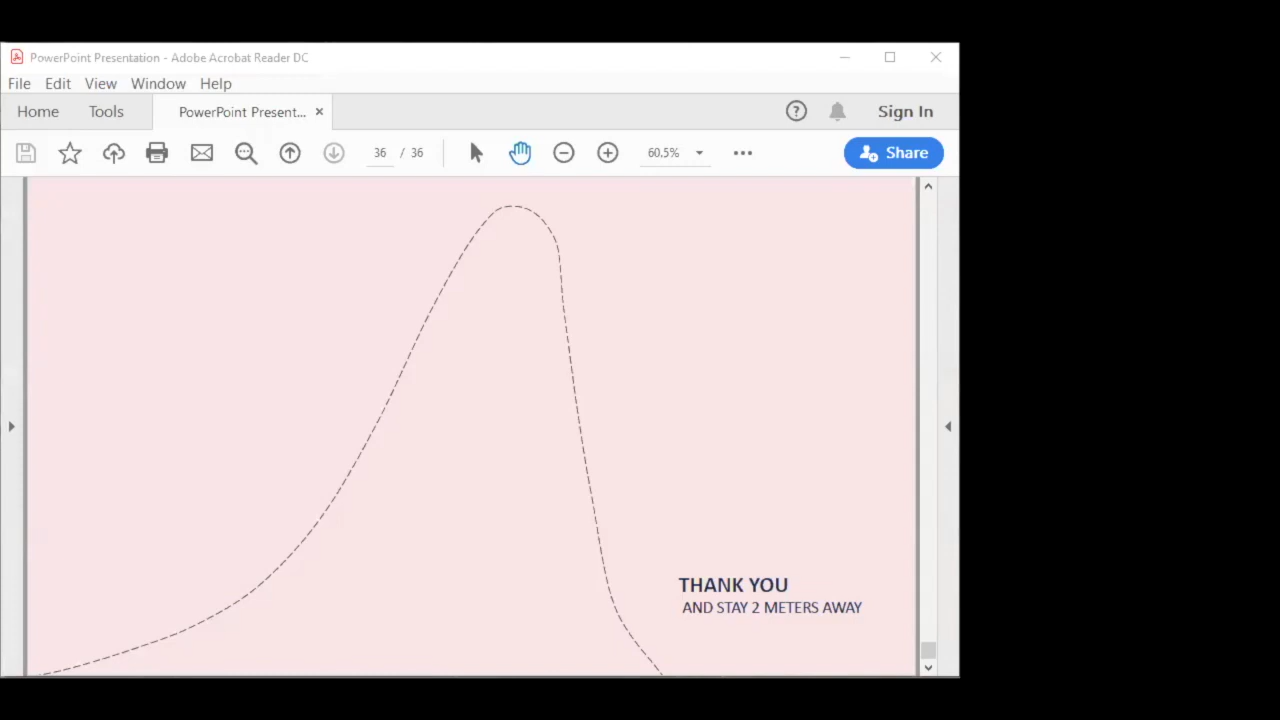 PowerPoint Presentation - Adobe Acrobat Reader DC
File Edit View Window Help
Home Tools PowerPoint Present... × Sign In
36 / 36 60,5% Share
THANK YOU
AND STAY 2 METERS AWAY